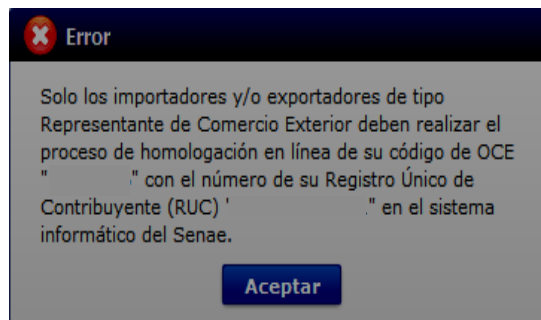 Error
Solo los importadores y/o exportadores de tipo
Representante de Comercio Exterior deben realizar el
proceso de homologación en línea de su código de OCE
" " con el número de su Registro Único de
Contribuyente (RUC) ' ." en el sistema
informático del Senae.
Aceptar